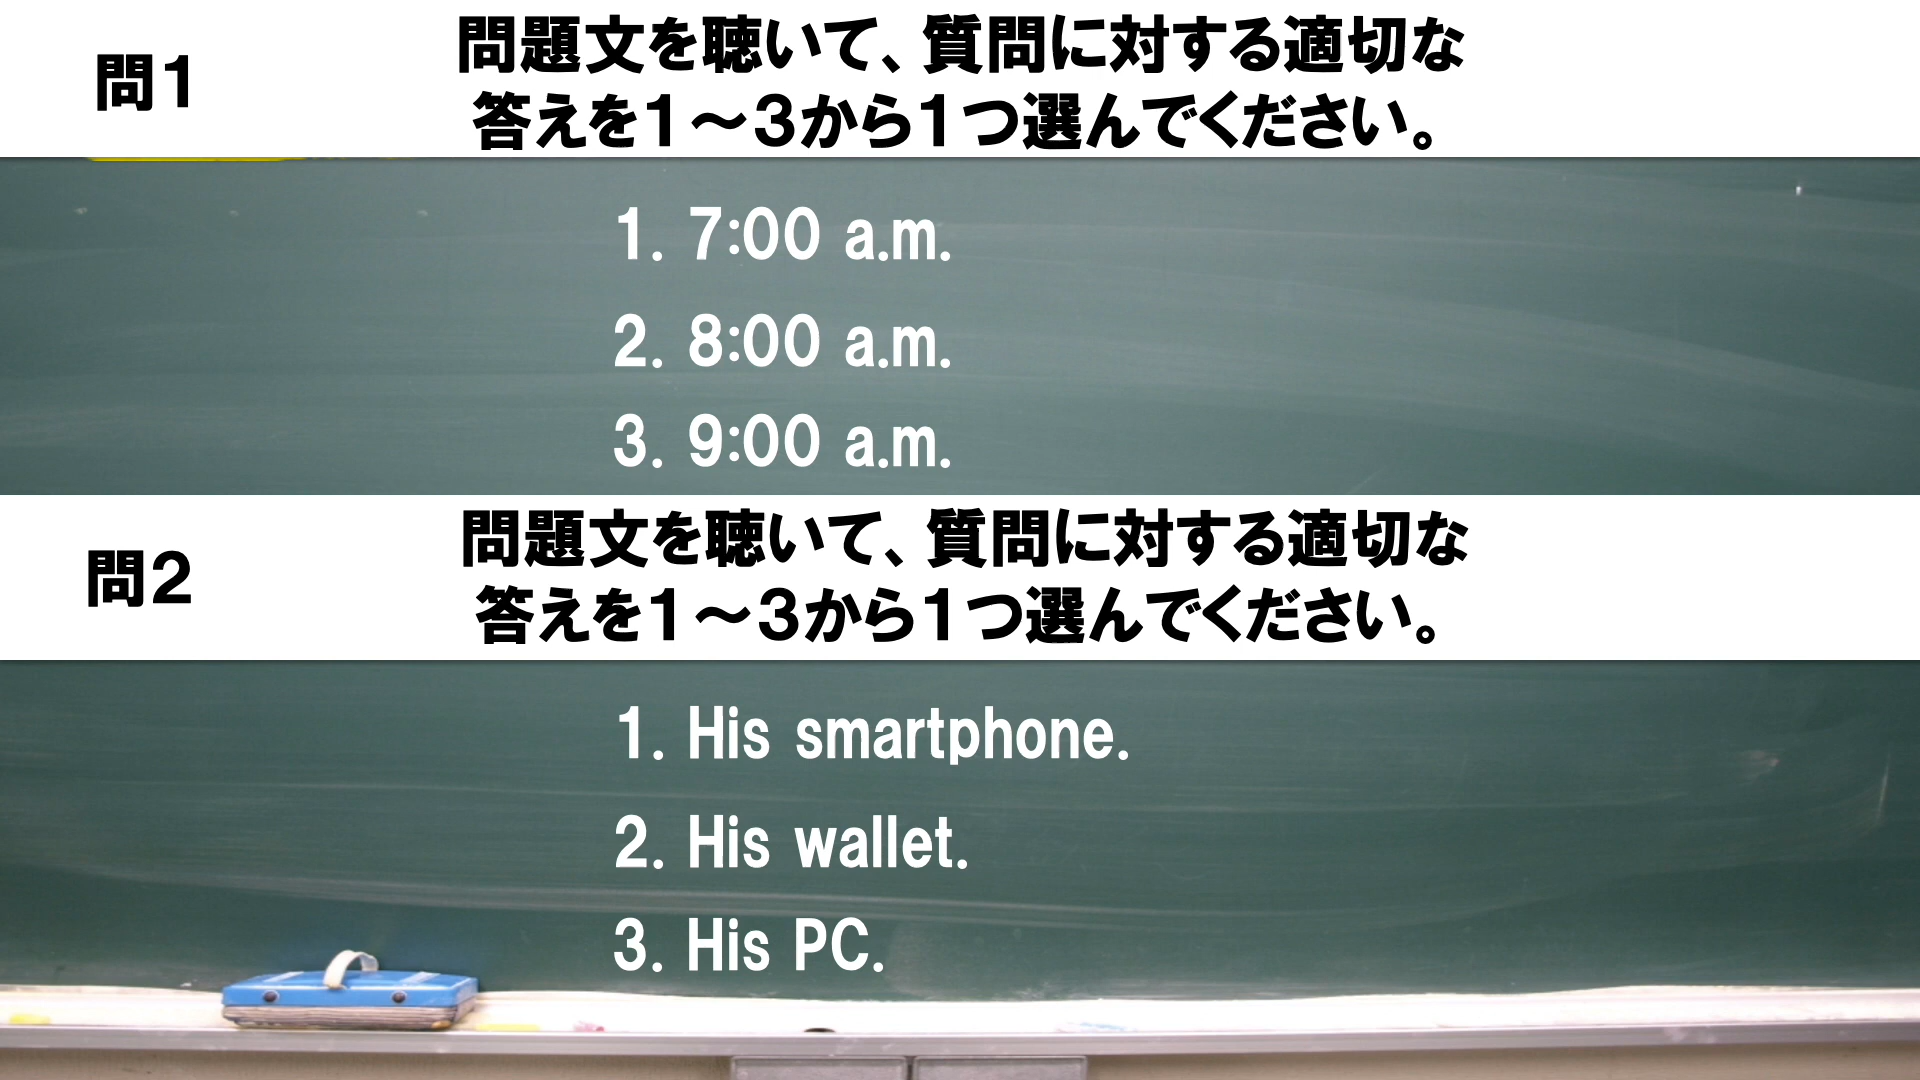 問1
問題文を聴いて、質問に対する適切な
答えを1～3から1つ選んでください。
1. 7:00 a.m.
2. 8:00 a.m.
3. 9:00 a.m.
問2
問題文を聴いて、質問に対する適切な
答えを1～3から1つ選んでください。
1. His smartphone.
2. His wallet.
3. His PC.